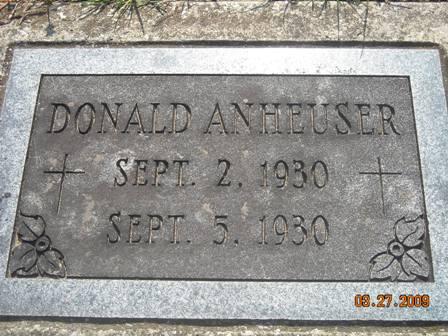 DONALD ANHEUSER
SEPT. 2, 1930
SEPT. 5, 1930
03.27.2009